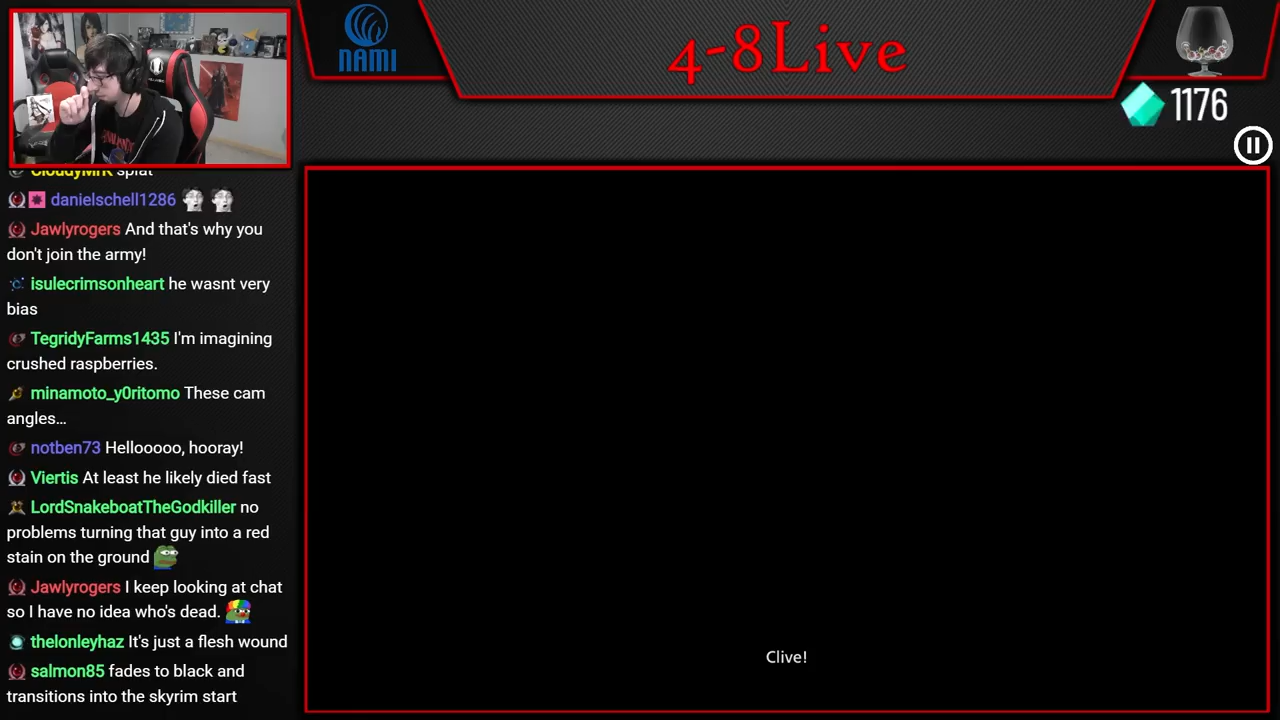 NAMI
4-8Live
1176
CloudyMrK splat
danielschell1286
Jawlyrogers And that's why you
don't join the army!
isulecrimsonheart he wasnt very
bias
TegridyFarms1435 I'm imagining
crushed raspberries.
minamoto_y0ritomo These cam
angles...
notben73 Hellooooo, hooray!
Viertis At least he likely died fast
LordSnakeboatTheGodkiller no
problems turning that guy into a red
stain on the ground
Jawlyrogers I keep looking at chat
so I have no idea who's dead.
thelonleyhaz It's just a flesh wound
salmon85 fades to black and
transitions into the skyrim start
Clive!